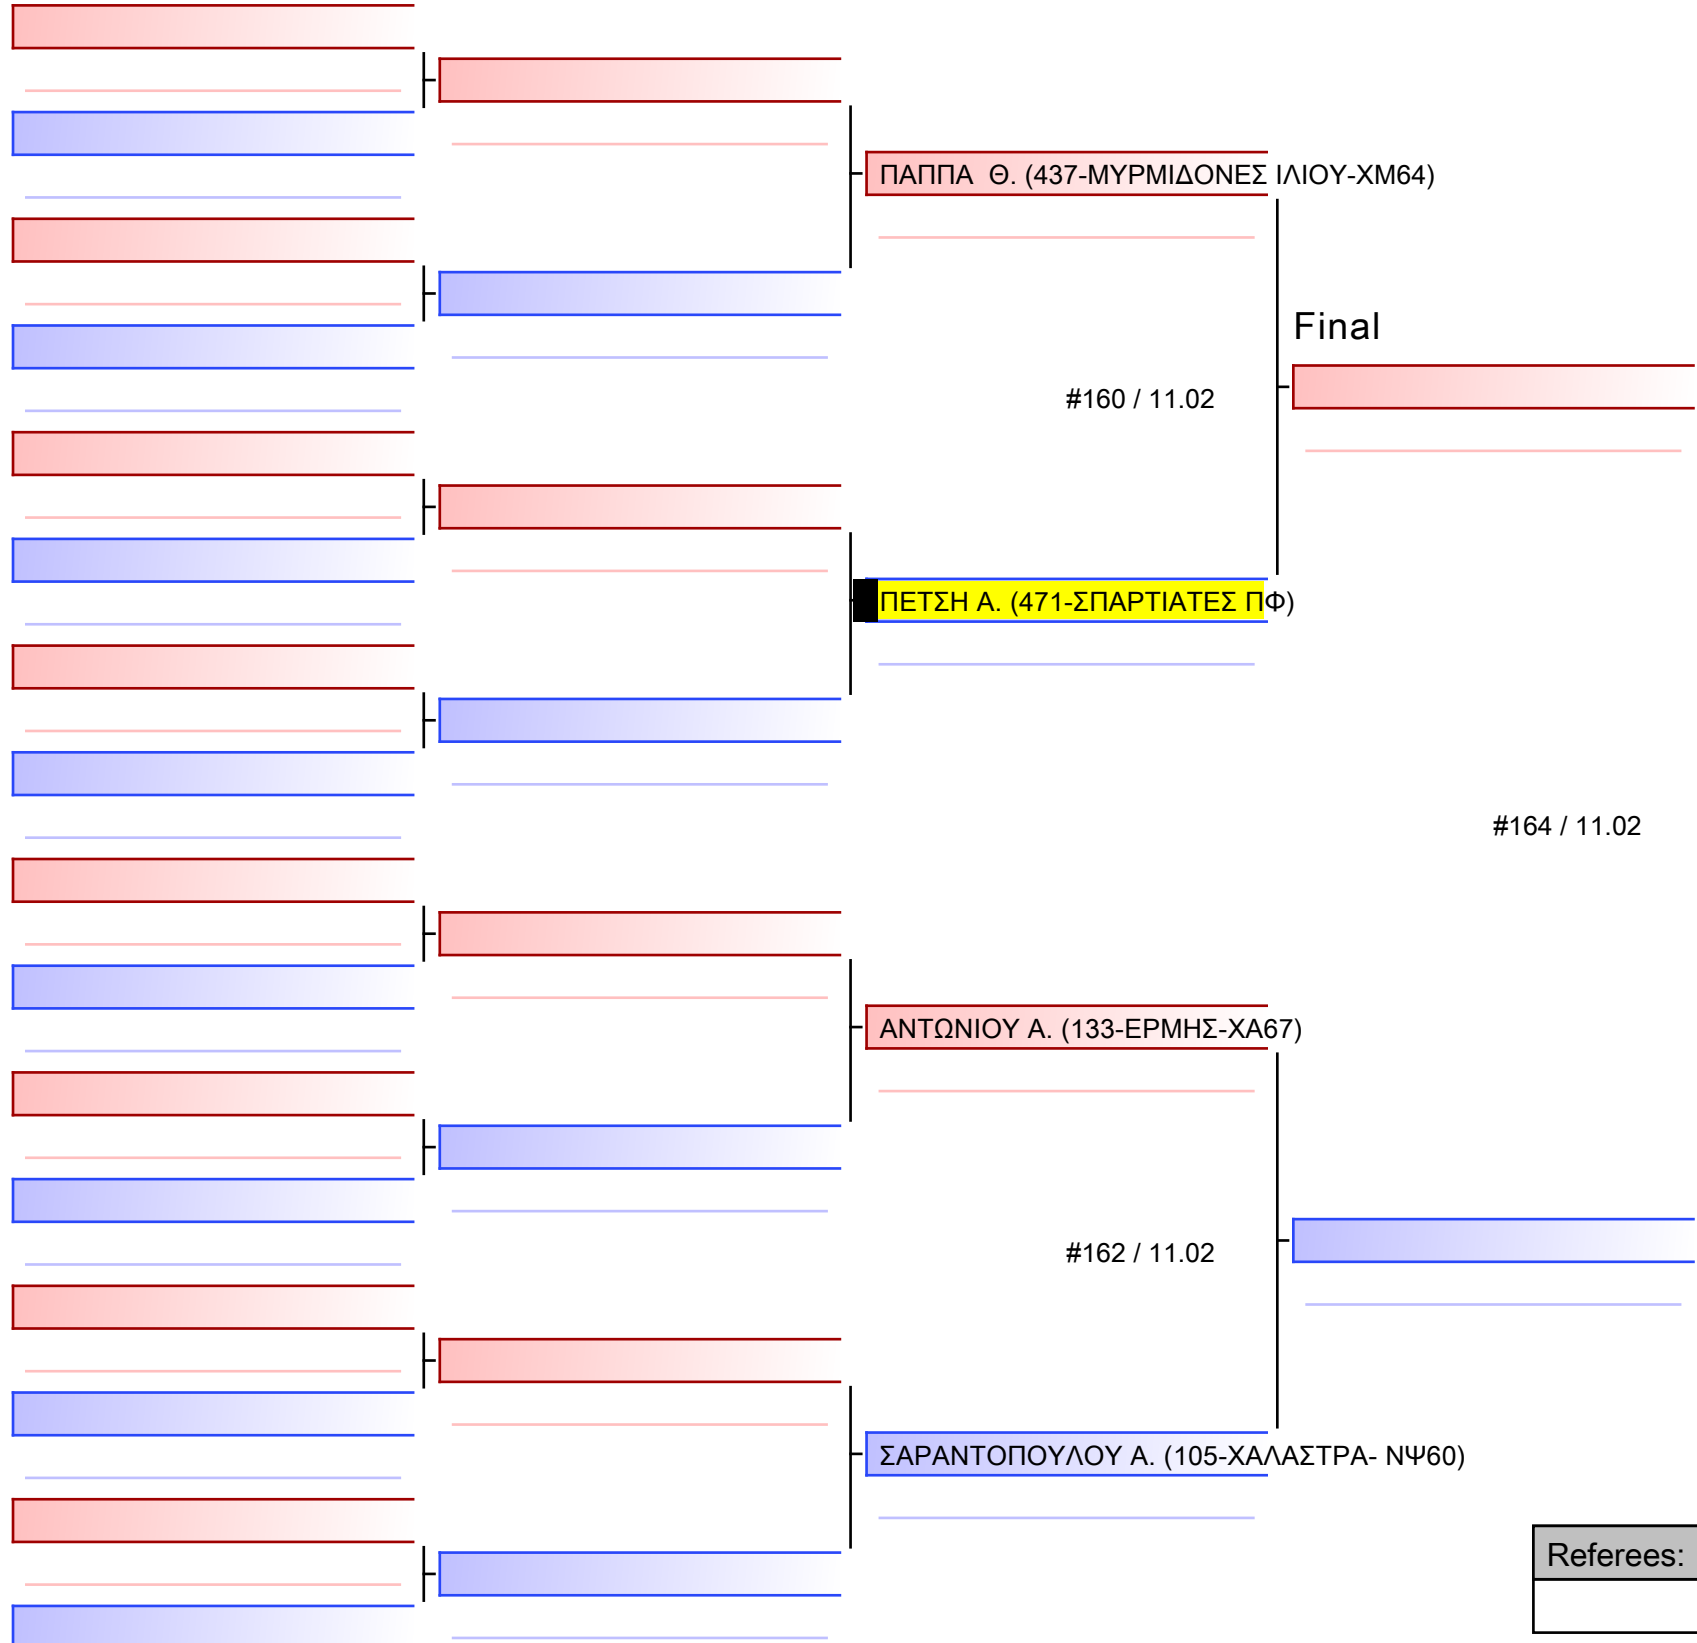 ΠΑΠΠΑ  Θ. (437-ΜΥΡΜΙΔΟΝΕΣ ΙΛΙΟΥ-ΧΜ64)
Final
#160 / 11.02
ΠΕΤΣΗ Α. (471-ΣΠΑΡΤΙΑΤΕΣ ΠΦ)
#164 / 11.02
ΑΝΤΩΝΙΟΥ Α. (133-ΕΡΜΗΣ-ΧΑ67)
#162 / 11.02
ΣΑΡΑΝΤΟΠΟΥΛΟΥ Α. (105-ΧΑΛΑΣΤΡΑ- ΝΨ60)
Referees: